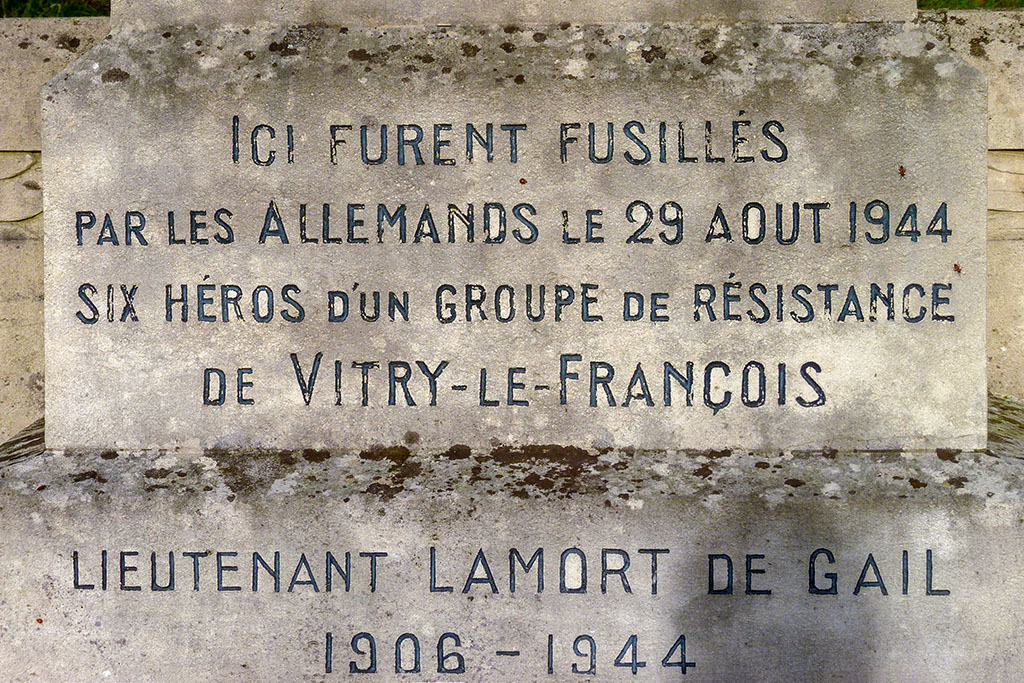 ICI FURENT FUSILLÉS
PAR LES ALLEMANDS LE 29 AOUT 1944
SIX HÉROS D'UN GROUPE DE RÉSISTANCE
DE VITRY-LE-FRANÇOIS
LIEUTENANT LAMORT DE GAIL
1906 - 1944